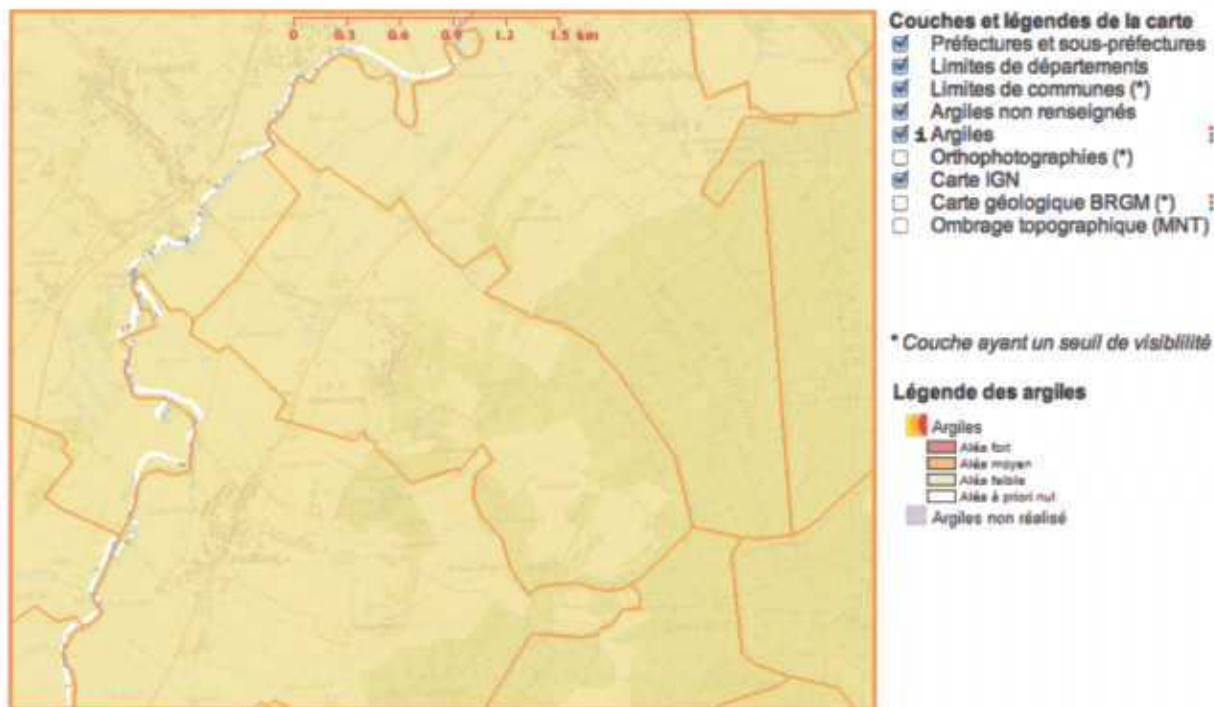 0 0.3 0.6 0.9 1.2 1.5 km
Couches et légendes de la carte
Préfectures et sous-préfectures
Limites de départements
Limites de communes (*)
Argiles non renseignés
i Argiles
Orthophotographies (*)
Carte IGN
Carte géologique BRGM (*)
Ombrage topographique (MNT)
* Couche ayant un seuil de visiblilité
Légende des argiles
Argiles
Aléa fort
Aléa moyen
Aléa faible
Aléa à priori nul
Argiles non réalisé